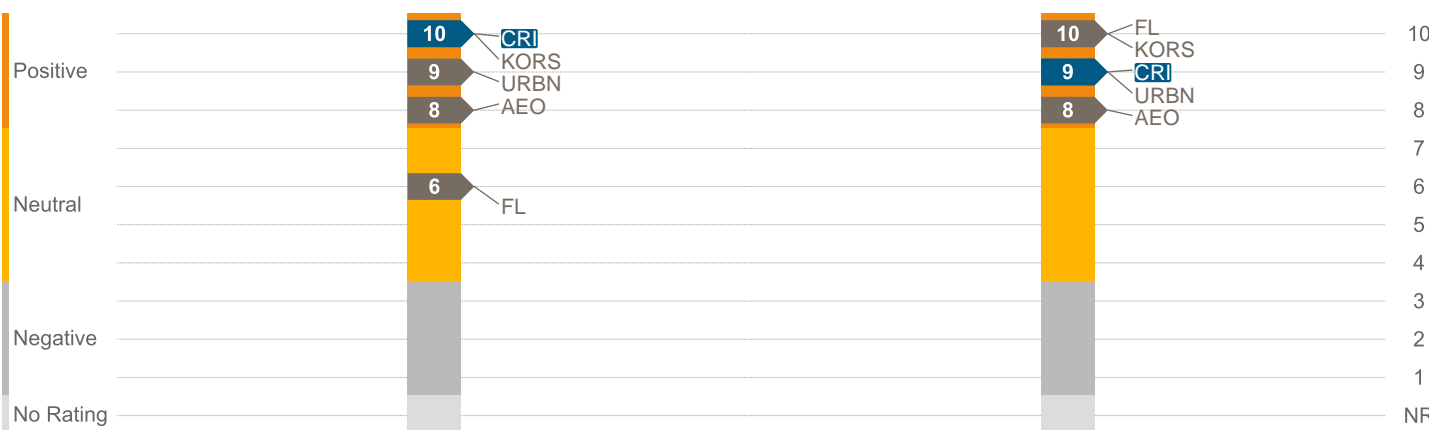 10 CRI 10 FL 10
KORS KORS
Positive 9 URBN 9 CRI 9
URBN
8 AEO 8 AEO 8
7
6 6
Neutral FL
5
4
3
Negative 2
1
No Rating NR